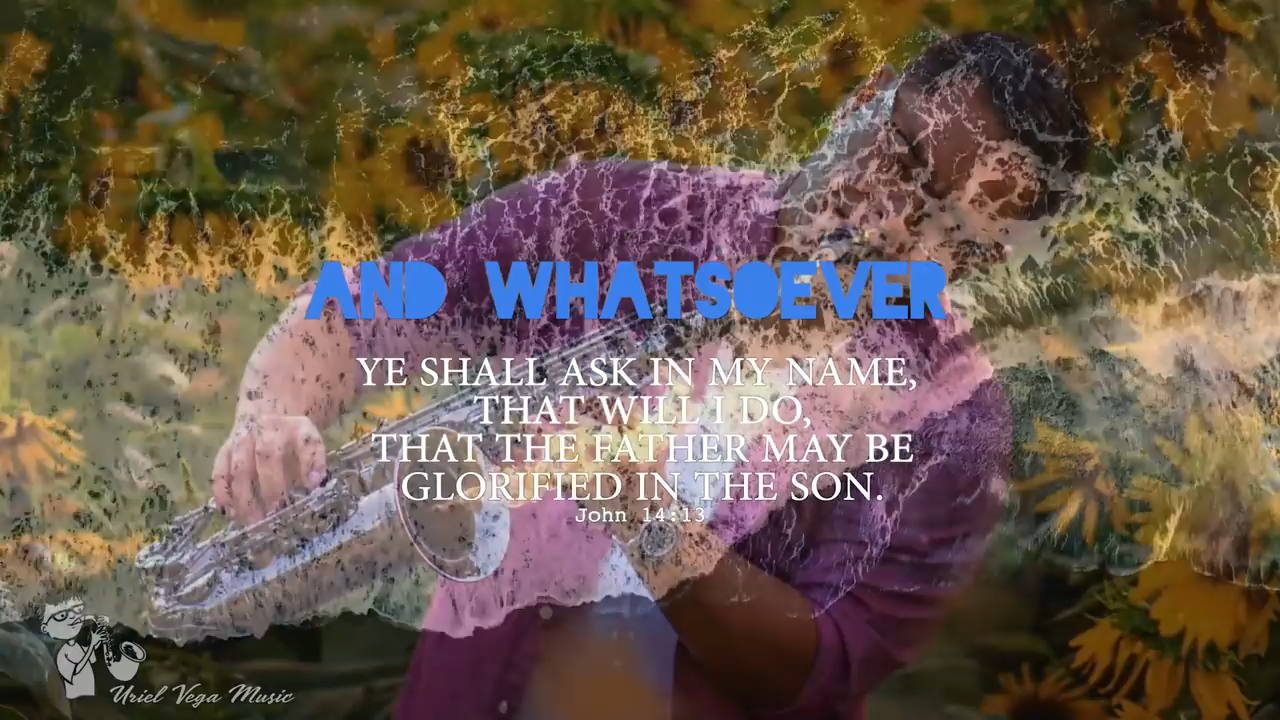 AND WHATSOEVER
YE SHALL ASK IN MY NAME,
THAT WILL I DO,
THAT THE FATHER MAY BE
GLORIFIED IN THE SON.
John 14:13
Uriel Vega Music